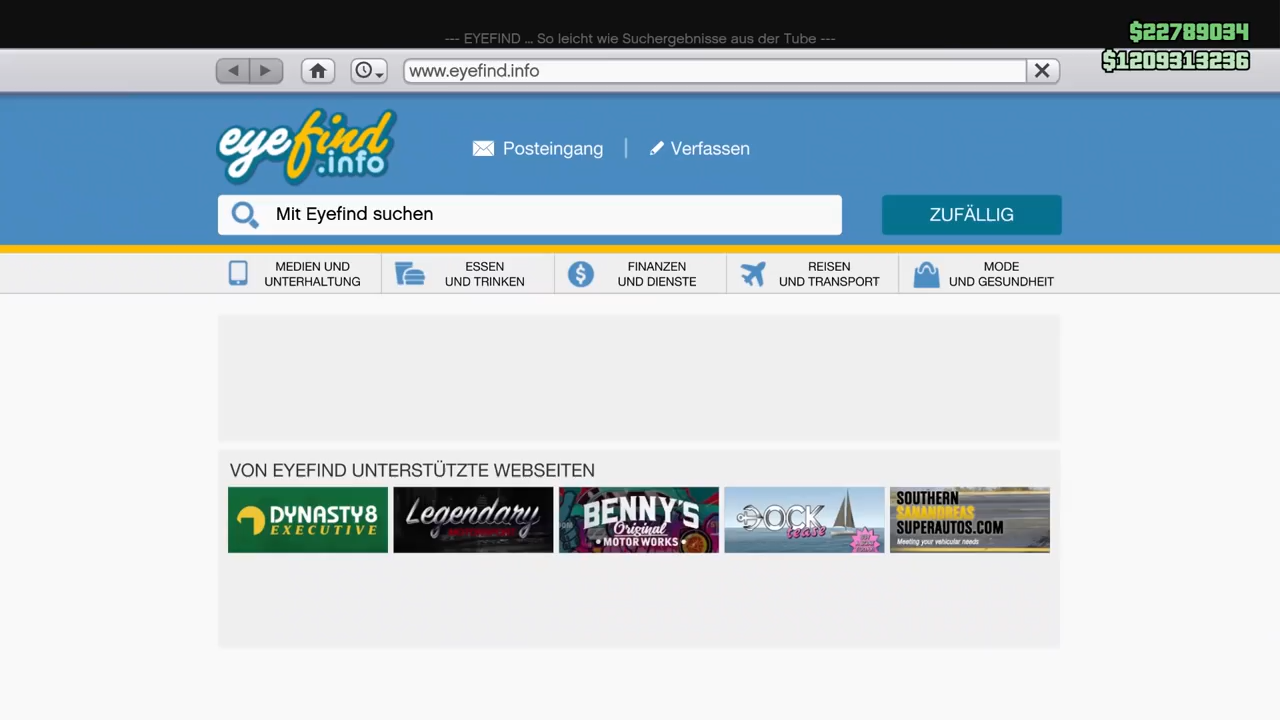 --- EYEFIND ... So leicht wie Suchergebnisse aus der Tube ---
$22789034
$1209313236
www.eyefind.info
eyefind
.info
Posteingang | Verfassen
Mit Eyefind suchen
ZUFÄLLIG
MEDIEN UND
UNTERHALTUNG
ESSEN
UND TRINKEN
FINANZEN
UND DIENSTE
REISEN
UND TRANSPORT
MODE
UND GESUNDHEIT
VON EYEFIND UNTERSTÜTZTE WEBSEITEN
DYNASTY8
EXECUTIVE
Legendary
BENNY'S
Original
MOTORWORKS
DOCK
tease
SOUTHERN
SANANDREAS
SUPERAUTOS.COM
Meeting your vehicular needs